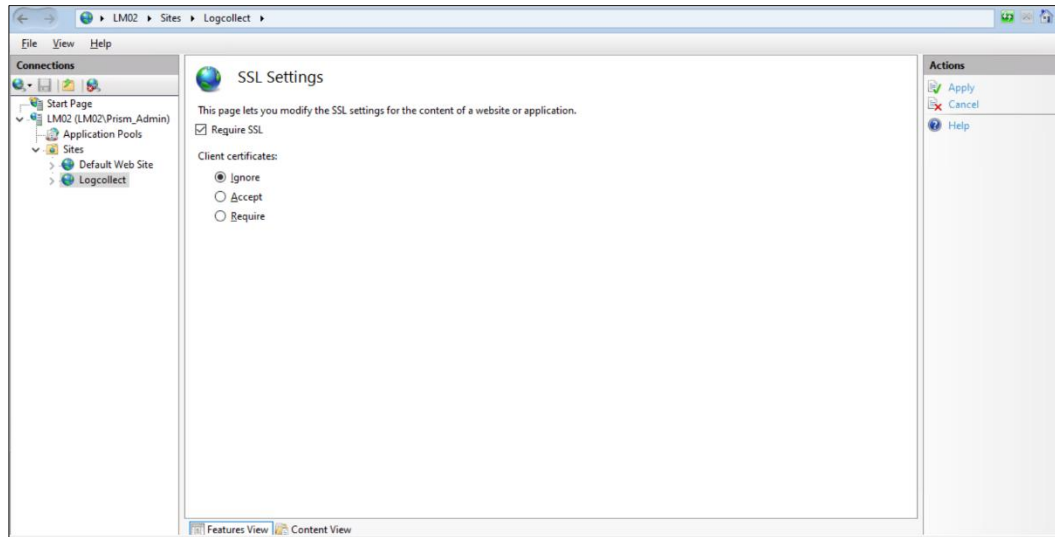 LM02 Sites Logcollect
File View Help
Connections
Start Page
LM02 (LM02\Prism_Admin)
Application Pools
Sites
Default Web Site
Logcollect
SSL Settings
This page lets you modify the SSL settings for the content of a website or application.
Require SSL
Client certificates:
Ignore
Accept
Require
Features View Content View
Actions
Apply
Cancel
Help